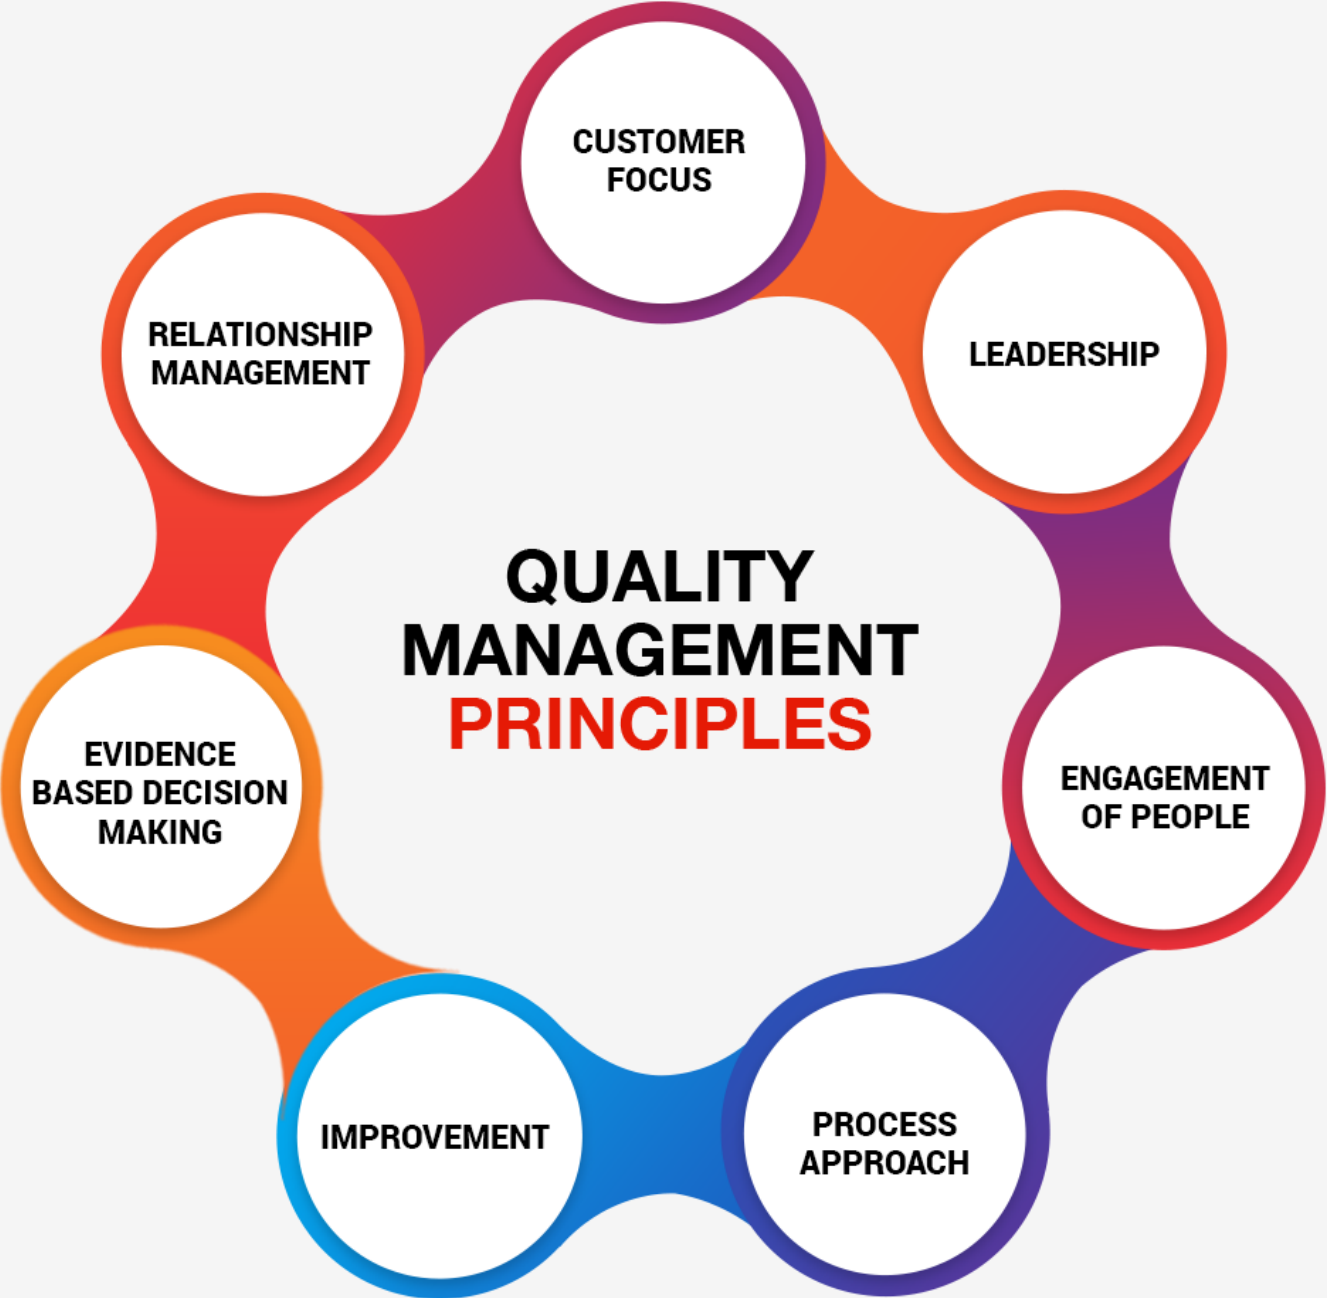 CUSTOMER
FOCUS
LEADERSHIP
ENGAGEMENT
OF PEOPLE
PROCESS
APPROACH
IMPROVEMENT
EVIDENCE
BASED DECISION
MAKING
RELATIONSHIP
MANAGEMENT
QUALITY
MANAGEMENT
PRINCIPLES